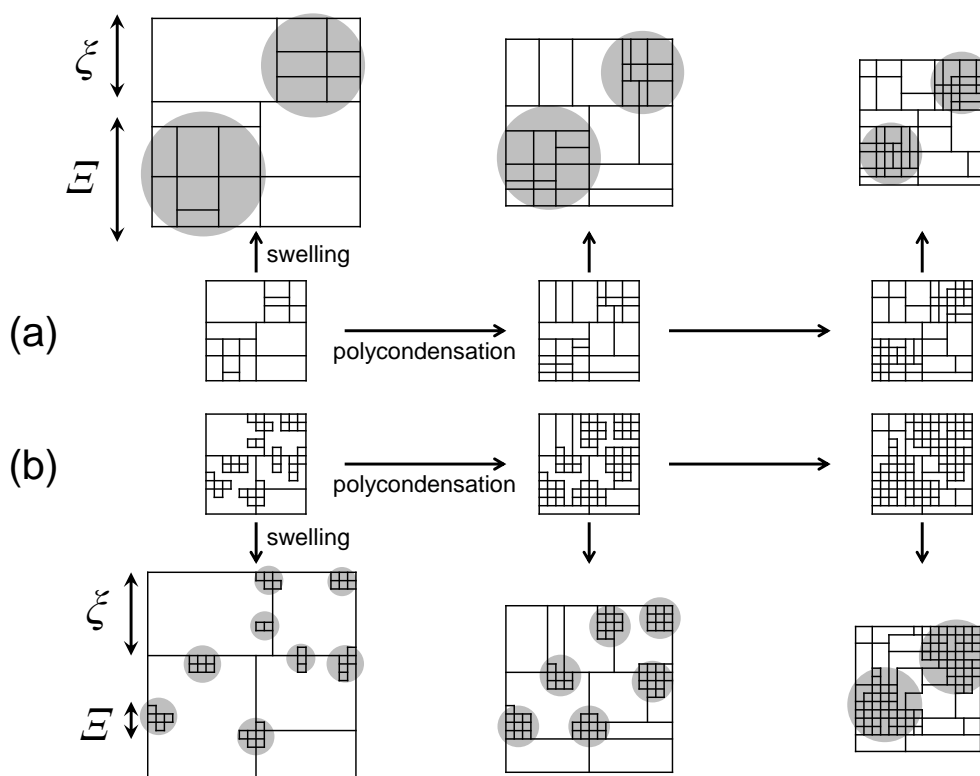 ξ
Ξ
swelling
(a)
polycondensation
(b)
polycondensation
swelling
ξ
Ξ